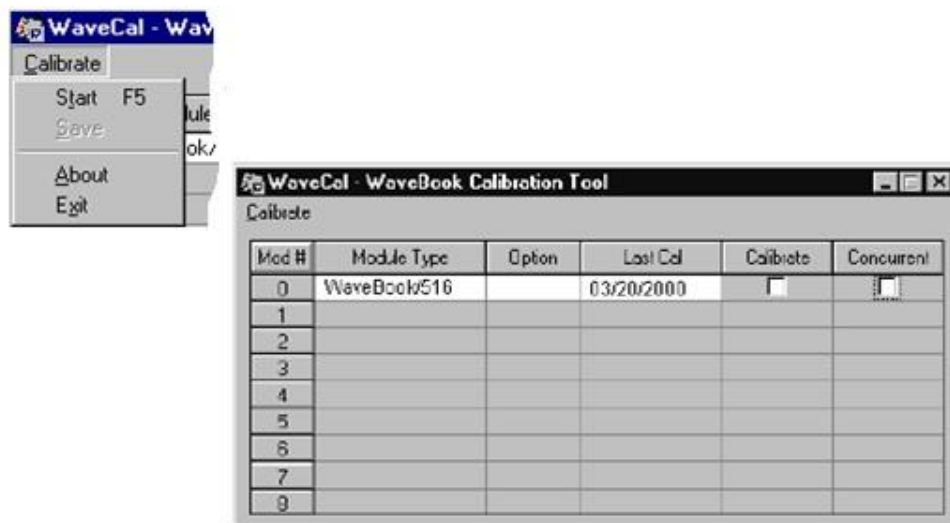 WaveCal - Wav
Calibrate
Start F5
Save
About
Exit
ok/
WaveCal - WaveBook Calibration Tool
Calibrate
Mod # Module Type Option Last Cal Calibrate Concurrent
0 WaveBook/516 03/20/2000
1
2
3
4
5
6
7
8